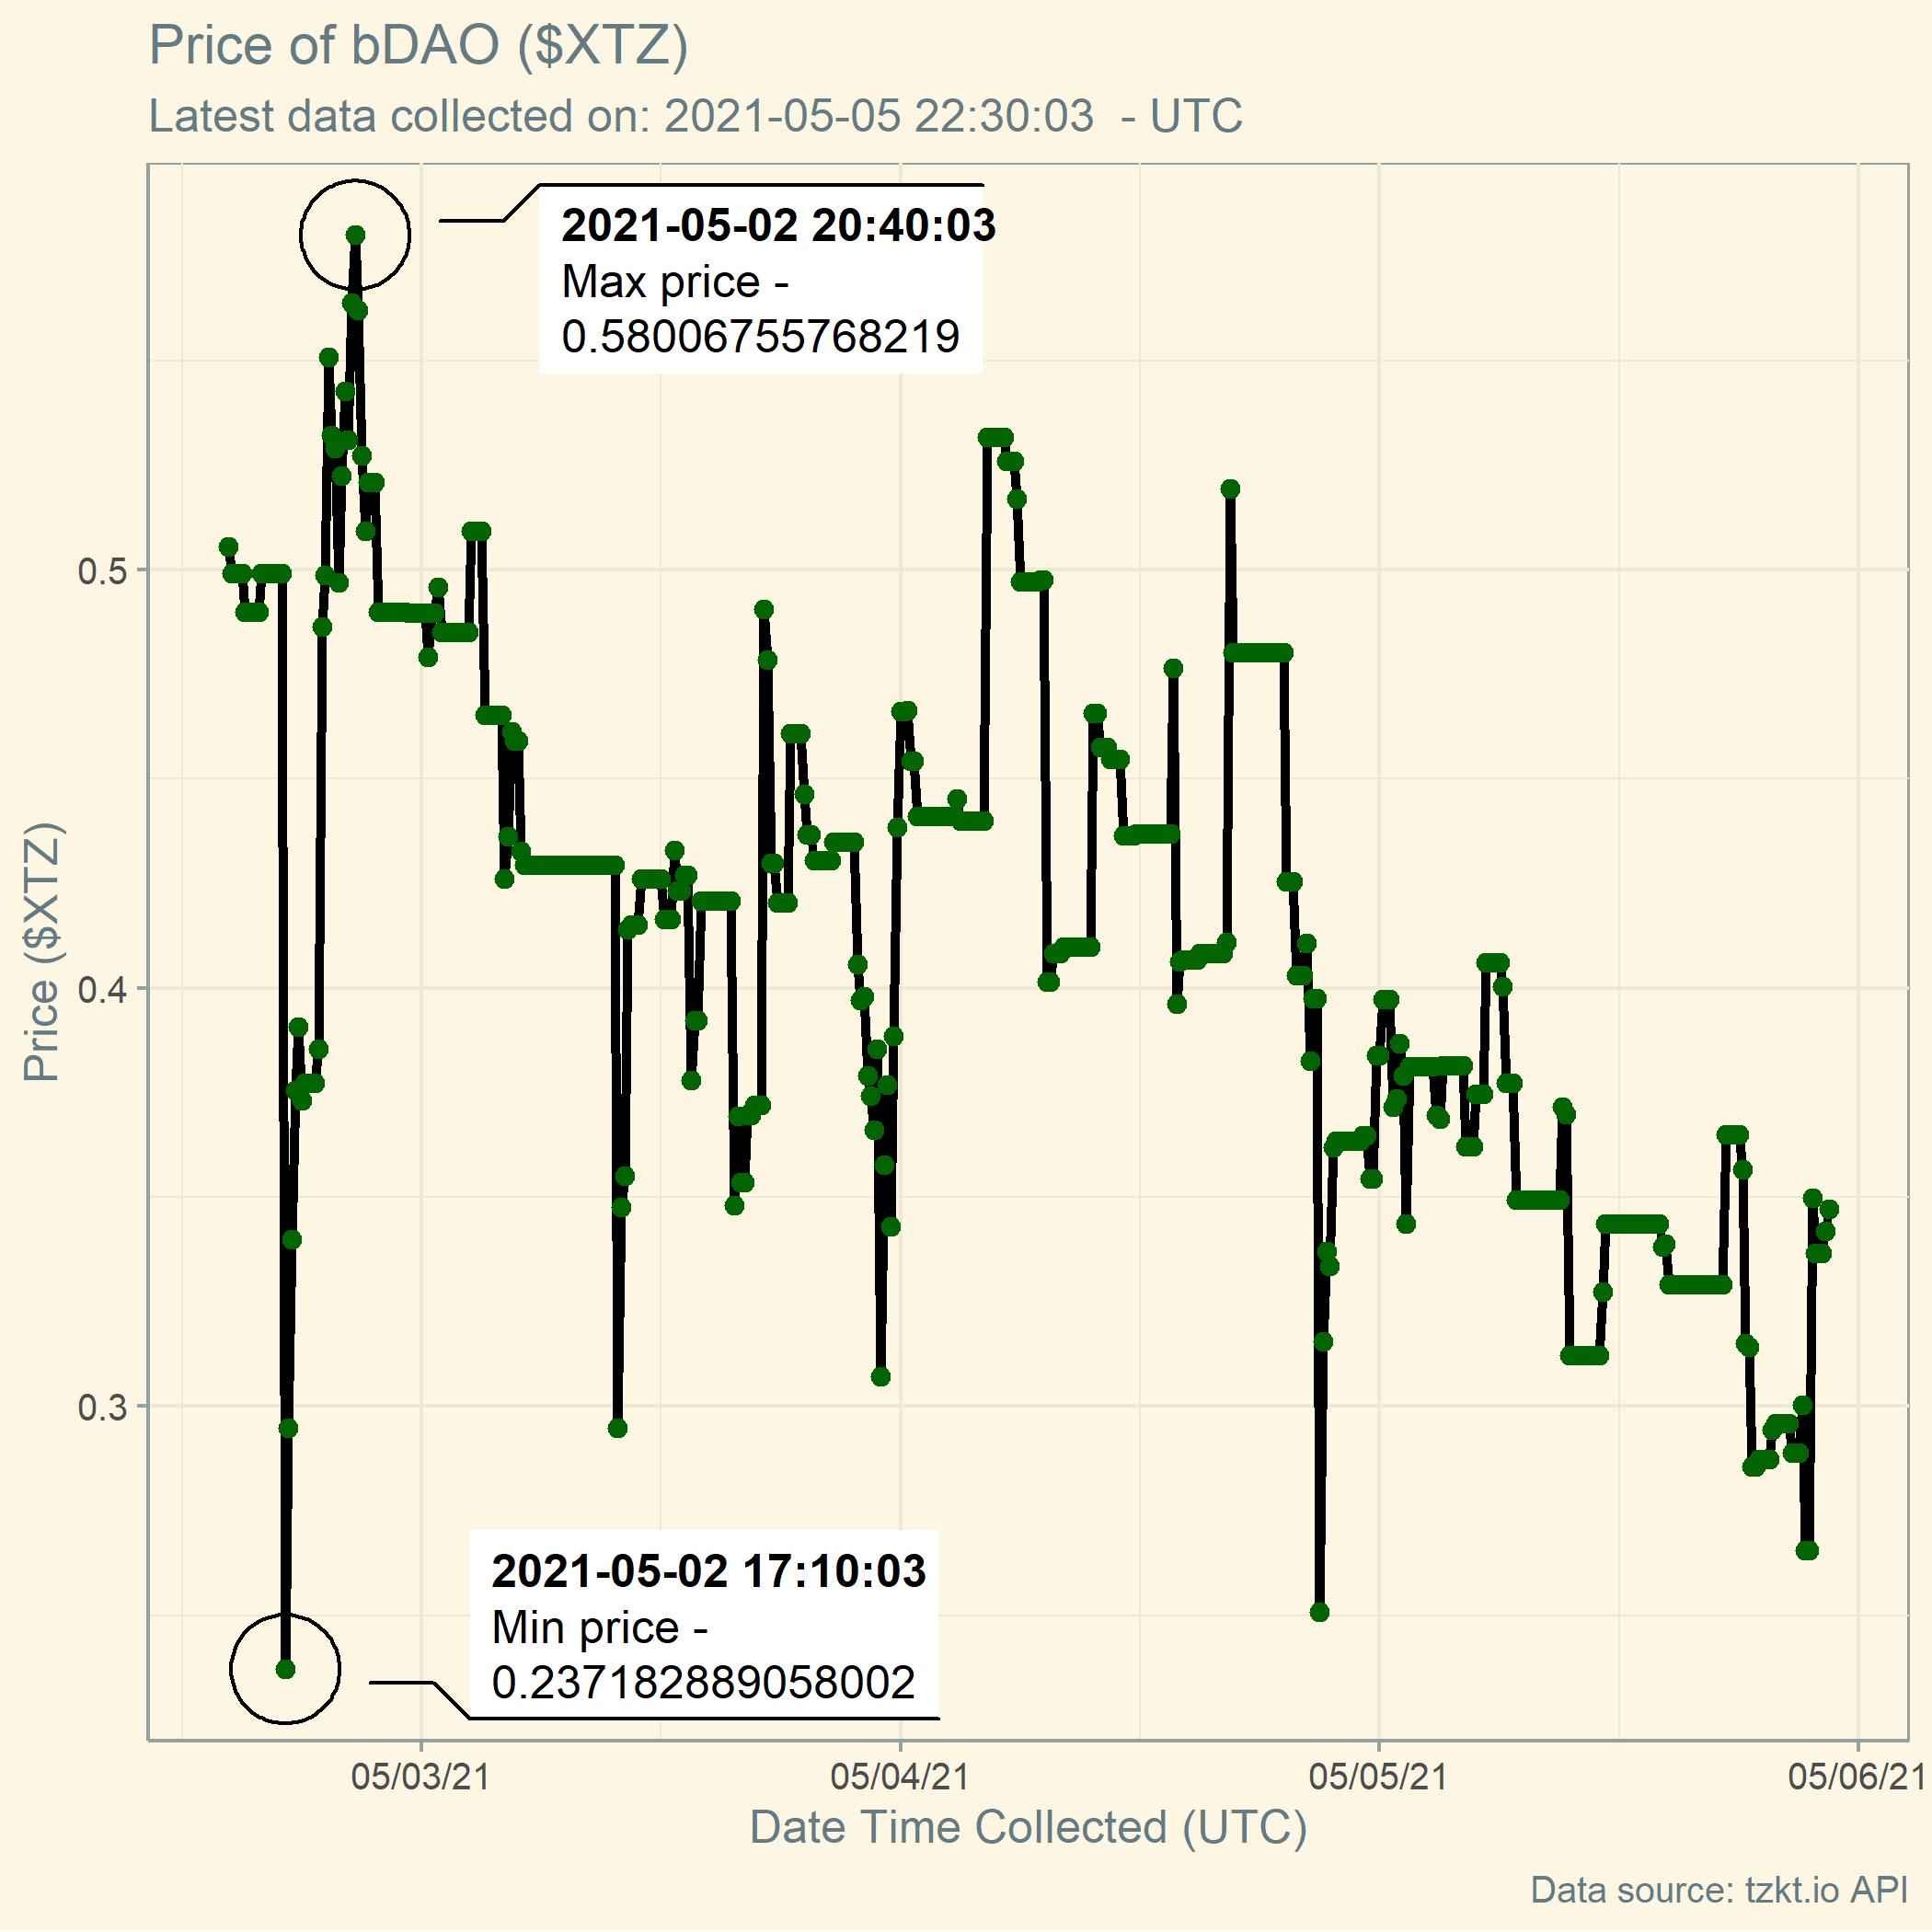 Price of bDAO ($XTZ)
Latest data collected on: 2021-05-05 22:30:03  - UTC
2021-05-02 20:40:03
Max price -
0.58006755768219
0.5
0.4
0.3
Price ($XTZ)
2021-05-02 17:10:03
Min price -
0.237182889058002
05/03/21
05/04/21
05/05/21
05/06/21
Date Time Collected (UTC)
Data source: tzkt.io API